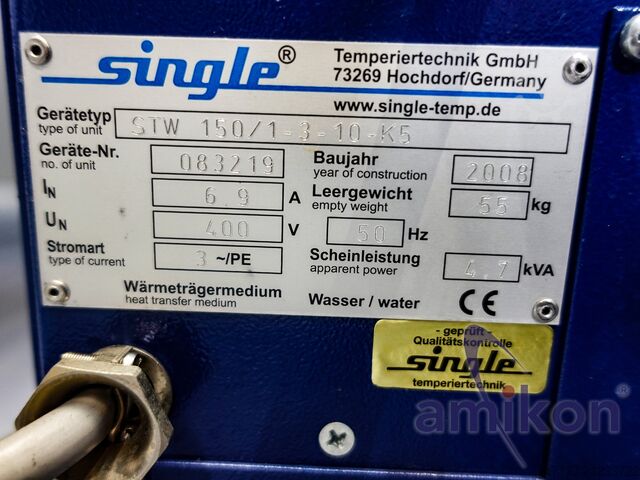 single®
Temperiertechnik GmbH
73269 Hochdorf/Germany
www.single-temp.de
Gerätetyp
type of unit
STW 150/1-3-10-K5
Geräte-Nr.
no. of unit
083219
Baujahr
year of construction
2008
IN
6.9 A
Leergewicht
empty weight
55 kg
UN
400 V
50 Hz
Stromart
type of current
3 ~/PE
Scheinleistung
apparent power
4.7 kVA
Wärmeträgermedium
heat transfer medium
Wasser / water
CE
- geprüft -
Qualitätskontrolle
single
temperiertechnik
amikon®